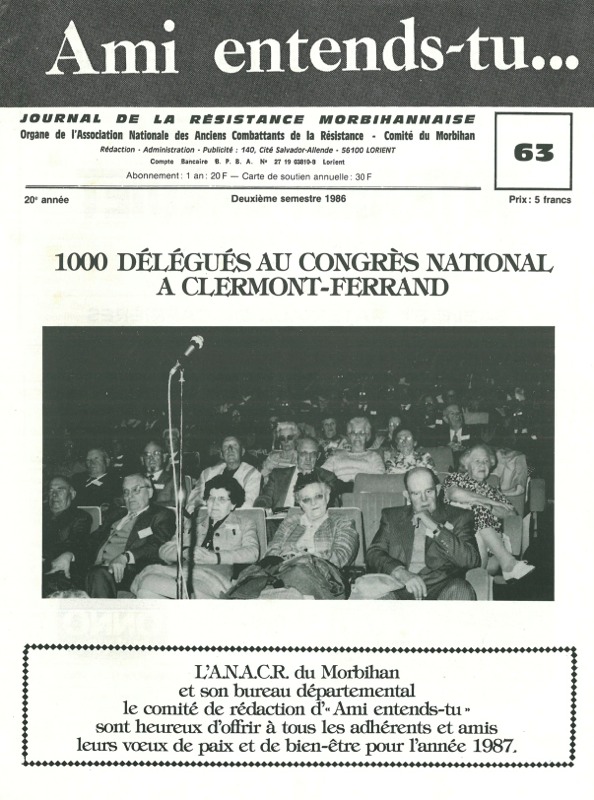 Ami entends-tu...
JOURNAL DE LA RÉSISTANCE MORBIHANNAISE
Organe de l'Association Nationale des Anciens Combattants de la Résistance - Comité du Morbihan
Rédaction - Administration - Publicité : 140, Cité Salvador-Allende - 56100 LORIENT
Compte Bancaire B. P. B. A. N° 27 19 03810-9 Lorient
Abonnement : 1 an : 20 F — Carte de soutien annuelle : 30 F
63
20e année
Deuxième semestre 1986
Prix : 5 francs
1000 DÉLÉGUÉS AU CONGRÈS NATIONAL
A CLERMONT-FERRAND
L'A.N.A.C.R. du Morbihan
et son bureau départemental
le comité de rédaction d'« Ami entends-tu »
sont heureux d'offrir à tous les adhérents et amis
leurs vœux de paix et de bien-être pour l'année 1987.